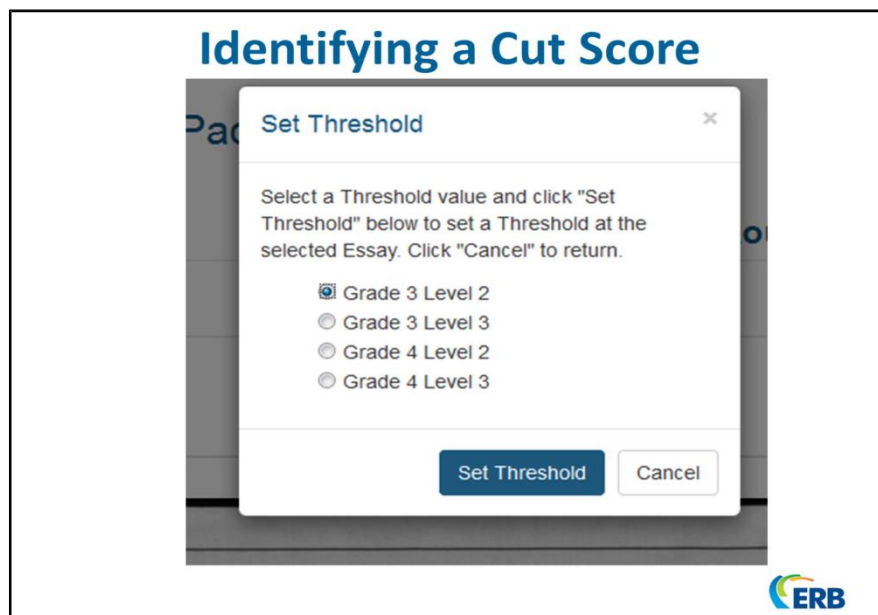 Identifying a Cut Score
Pac
Set Threshold
×
Select a Threshold value and click "Set
Threshold" below to set a Threshold at the
selected Essay. Click "Cancel" to return.
Grade 3 Level 2
Grade 3 Level 3
Grade 4 Level 2
Grade 4 Level 3
Set Threshold
Cancel
ERB